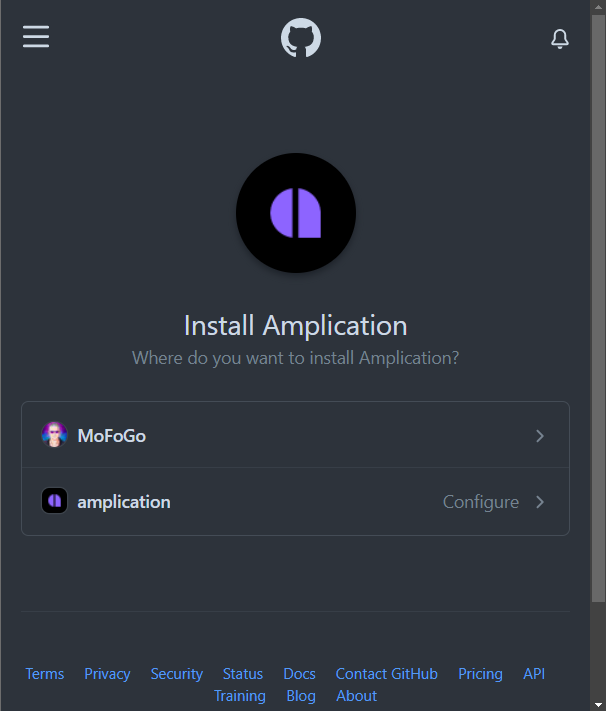 Install Amplication
Where do you want to install Amplication?
MoFoGo
amplication Configure
Terms Privacy Security Status Docs Contact GitHub Pricing API
Training Blog About